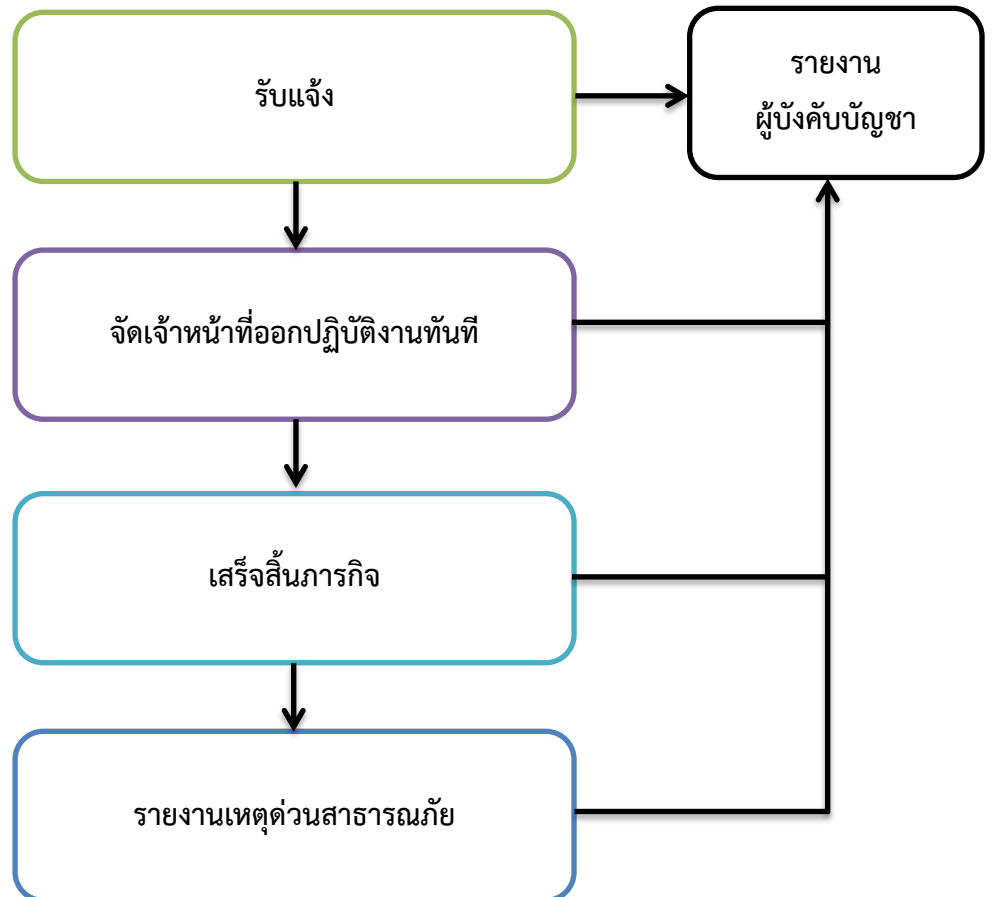 รับแจ้ง
รายงาน
ผู้บังคับบัญชา
จัดเจ้าหน้าที่ออกปฏิบัติงานทันที
เสร็จสิ้นภารกิจ
รายงานเหตุด่วนสาธารณภัย